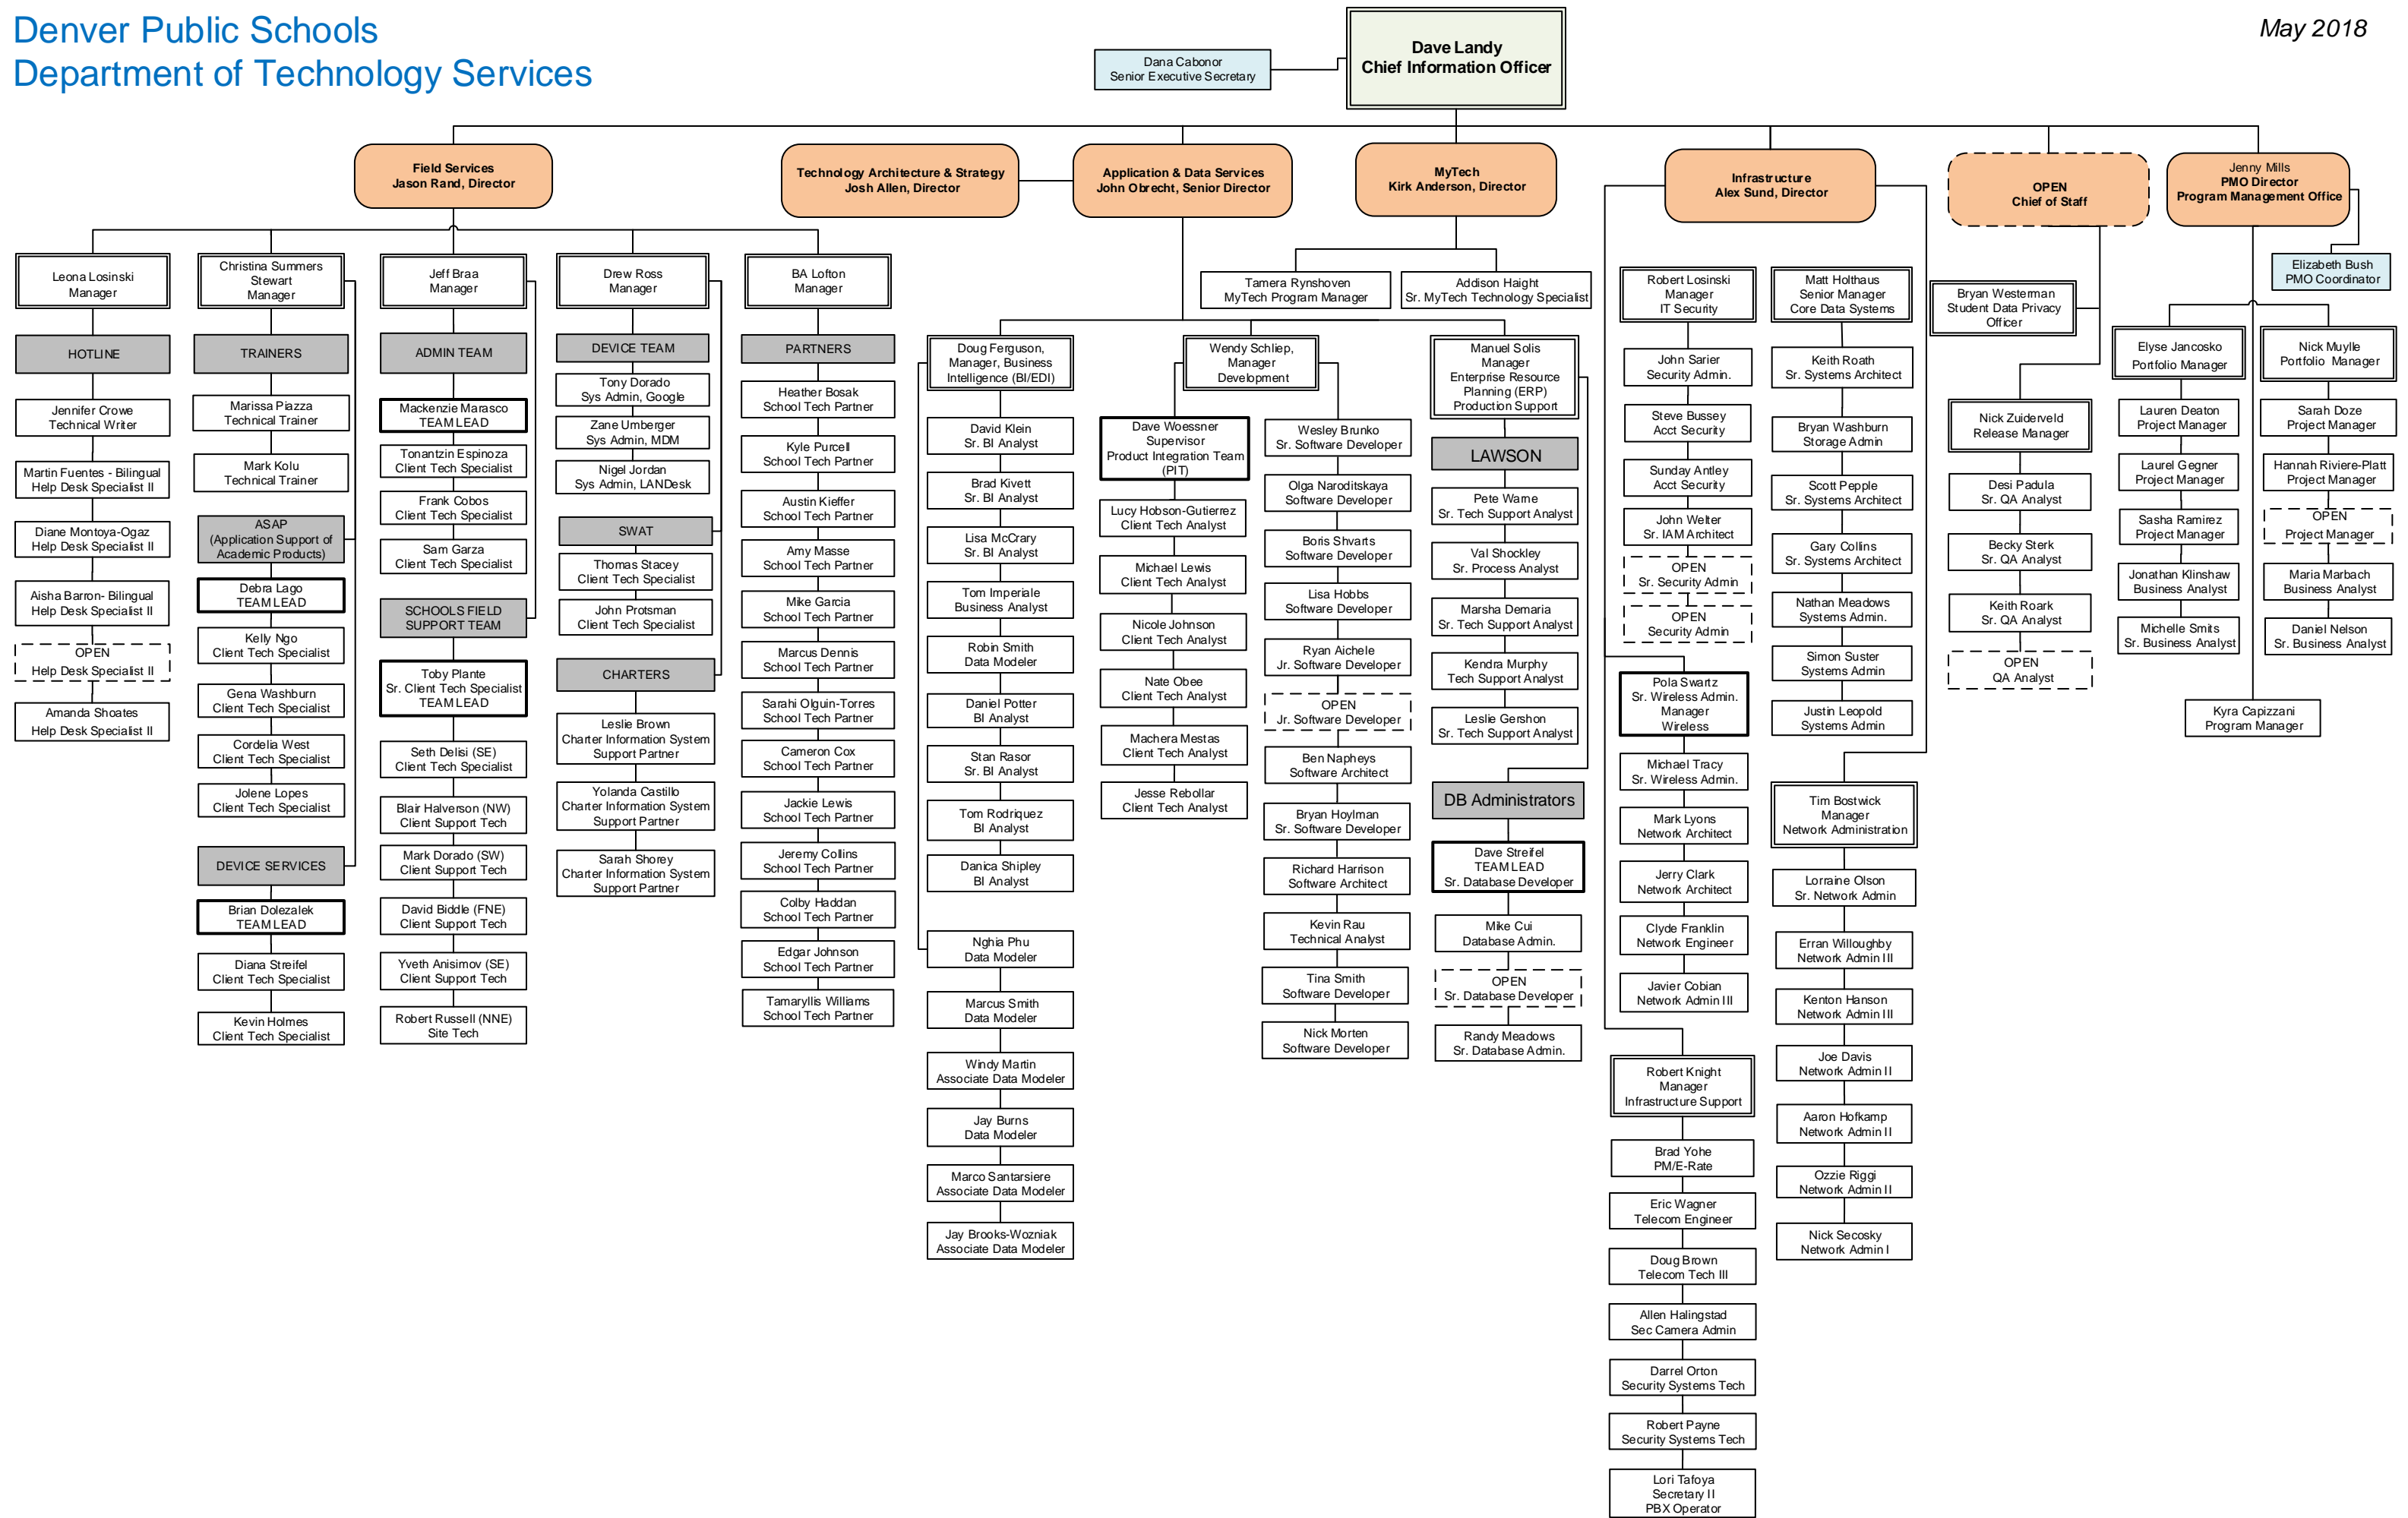 Denver Public Schools
Department of Technology Services
May 2018
Dave Landy
Chief Information Officer
Dana Cabonor
Senior Executive Secretary
Field Services
Jason Rand, Director
Technology Architecture & Strategy
Josh Allen, Director
Application & Data Services
John Obrecht, Senior Director
MyTech
Kirk Anderson, Director
Infrastructure
Alex Sund, Director
OPEN
Chief of Staff
Jenny Mills
PMO Director
Program Management Office
Elizabeth Bush
PMO Coordinator
Leona Losinski
Manager
HOTLINE
Jennifer Crowe
Technical Writer
Martin Fuentes - Bilingual
Help Desk Specialist II
Diane Montoya-Ogaz
Help Desk Specialist II
Aisha Barron- Bilingual
Help Desk Specialist II
OPEN
Help Desk Specialist II
Amanda Shoates
Help Desk Specialist II
Christina Summers
Stewart
Manager
TRAINERS
Marissa Piazza
Technical Trainer
Mark Kolu
Technical Trainer
ASAP
(Application Support of
Academic Products)
Debra Lago
TEAM LEAD
Kelly Ngo
Client Tech Specialist
Gena Washburn
Client Tech Specialist
Cordelia West
Client Tech Specialist
Jolene Lopes
Client Tech Specialist
DEVICE SERVICES
Brian Dolezalek
TEAM LEAD
Diana Streifel
Client Tech Specialist
Kevin Holmes
Client Tech Specialist
Jeff Braa
Manager
ADMIN TEAM
Mackenzie Marasco
TEAM LEAD
Tonantzin Espinoza
Client Tech Specialist
Frank Cobos
Client Tech Specialist
Sam Garza
Client Tech Specialist
SCHOOLS FIELD
SUPPORT TEAM
Toby Plante
Sr. Client Tech Specialist
TEAM LEAD
Seth Delisi (SE)
Client Tech Specialist
Blair Halverson (NW)
Client Support Tech
Mark Dorado (SW)
Client Support Tech
David Biddle (FNE)
Client Support Tech
Yveth Anisimov (SE)
Client Support Tech
Robert Russell (NNE)
Site Tech
Drew Ross
Manager
DEVICE TEAM
Tony Dorado
Sys Admin, Google
Zane Umberger
Sys Admin, MDM
Nigel Jordan
Sys Admin, LANDesk
SWAT
Thomas Stacey
Client Tech Specialist
John Protsman
Client Tech Specialist
CHARTERS
Leslie Brown
Charter Information System
Support Partner
Yolanda Castillo
Charter Information System
Support Partner
Sarah Shorey
Charter Information System
Support Partner
BA Lofton
Manager
PARTNERS
Heather Bosak
School Tech Partner
Kyle Purcell
School Tech Partner
Austin Kieffer
School Tech Partner
Amy Masse
School Tech Partner
Mike Garcia
School Tech Partner
Marcus Dennis
School Tech Partner
Sarahi Olguin-Torres
School Tech Partner
Cameron Cox
School Tech Partner
Jackie Lewis
School Tech Partner
Jeremy Collins
School Tech Partner
Colby Haddan
School Tech Partner
Edgar Johnson
School Tech Partner
Tamaryllis Williams
School Tech Partner
Doug Ferguson,
Manager, Business
Intelligence (BI/EDI)
David Klein
Sr. BI Analyst
Brad Kivett
Sr. BI Analyst
Lisa McCrary
Sr. BI Analyst
Tom Imperiale
Business Analyst
Robin Smith
Data Modeler
Daniel Potter
BI Analyst
Stan Rasor
Sr. BI Analyst
Tom Rodriquez
BI Analyst
Danica Shipley
BI Analyst
Nghia Phu
Data Modeler
Marcus Smith
Data Modeler
Windy Martin
Associate Data Modeler
Jay Burns
Data Modeler
Marco Santarsiere
Associate Data Modeler
Jay Brooks-Wozniak
Associate Data Modeler
Wendy Schliep,
Manager
Development
Dave Woessner
Supervisor
Product Integration Team
(PIT)
Lucy Hobson-Gutierrez
Client Tech Analyst
Michael Lewis
Client Tech Analyst
Nicole Johnson
Client Tech Analyst
Nate Obee
Client Tech Analyst
Machera Mestas
Client Tech Analyst
Jesse Rebollar
Client Tech Analyst
Wesley Brunko
Sr. Software Developer
Olga Naroditskaya
Software Developer
Boris Shvarts
Software Developer
Lisa Hobbs
Software Developer
Ryan Aichele
Jr. Software Developer
OPEN
Jr. Software Developer
Ben Napheys
Software Architect
Bryan Hoylman
Sr. Software Developer
Richard Harrison
Software Architect
Kevin Rau
Technical Analyst
Tina Smith
Software Developer
Nick Morten
Software Developer
Tamera Rynshoven
MyTech Program Manager
Addison Haight
Sr. MyTech Technology Specialist
Manuel Solis
Manager
Enterprise Resource
Planning (ERP)
Production Support
LAWSON
Pete Warne
Sr. Tech Support Analyst
Val Shockley
Sr. Process Analyst
Marsha Demaria
Sr. Tech Support Analyst
Kendra Murphy
Tech Support Analyst
Leslie Gershon
Sr. Tech Support Analyst
DB Administrators
Dave Streifel
TEAM LEAD
Sr. Database Developer
Mike Cui
Database Admin.
OPEN
Sr. Database Developer
Randy Meadows
Sr. Database Admin.
Robert Losinski
Manager
IT Security
John Sarier
Security Admin.
Steve Bussey
Acct Security
Sunday Antley
Acct Security
John Welter
Sr. IAM Architect
OPEN
Sr. Security Admin
OPEN
Security Admin
Pola Swartz
Sr. Wireless Admin.
Manager
Wireless
Michael Tracy
Sr. Wireless Admin.
Mark Lyons
Network Architect
Jerry Clark
Network Architect
Clyde Franklin
Network Engineer
Javier Cobian
Network Admin III
Robert Knight
Manager
Infrastructure Support
Brad Yohe
PM/E-Rate
Eric Wagner
Telecom Engineer
Doug Brown
Telecom Tech III
Allen Halingstad
Sec Camera Admin
Darrel Orton
Security Systems Tech
Robert Payne
Security Systems Tech
Lori Tafoya
Secretary II
PBX Operator
Matt Holthaus
Senior Manager
Core Data Systems
Keith Roath
Sr. Systems Architect
Bryan Washburn
Storage Admin
Scott Pepple
Sr. Systems Architect
Gary Collins
Sr. Systems Architect
Nathan Meadows
Systems Admin.
Simon Suster
Systems Admin
Justin Leopold
Systems Admin
Tim Bostwick
Manager
Network Administration
Lorraine Olson
Sr. Network Admin
Erran Willoughby
Network Admin III
Kenton Hanson
Network Admin III
Joe Davis
Network Admin II
Aaron Hofkamp
Network Admin II
Ozzie Riggi
Network Admin II
Nick Secosky
Network Admin I
Bryan Westerman
Student Data Privacy
Officer
Nick Zuiderveld
Release Manager
Desi Padula
Sr. QA Analyst
Becky Sterk
Sr. QA Analyst
Keith Roark
Sr. QA Analyst
OPEN
QA Analyst
Elyse Jancosko
Portfolio Manager
Lauren Deaton
Project Manager
Laurel Gegner
Project Manager
Sasha Ramirez
Project Manager
Jonathan Klinshaw
Business Analyst
Michelle Smits
Sr. Business Analyst
Nick Muylle
Portfolio Manager
Sarah Doze
Project Manager
Hannah Riviere-Platt
Project Manager
OPEN
Project Manager
Maria Marbach
Business Analyst
Daniel Nelson
Sr. Business Analyst
Kyra Capizzani
Program Manager